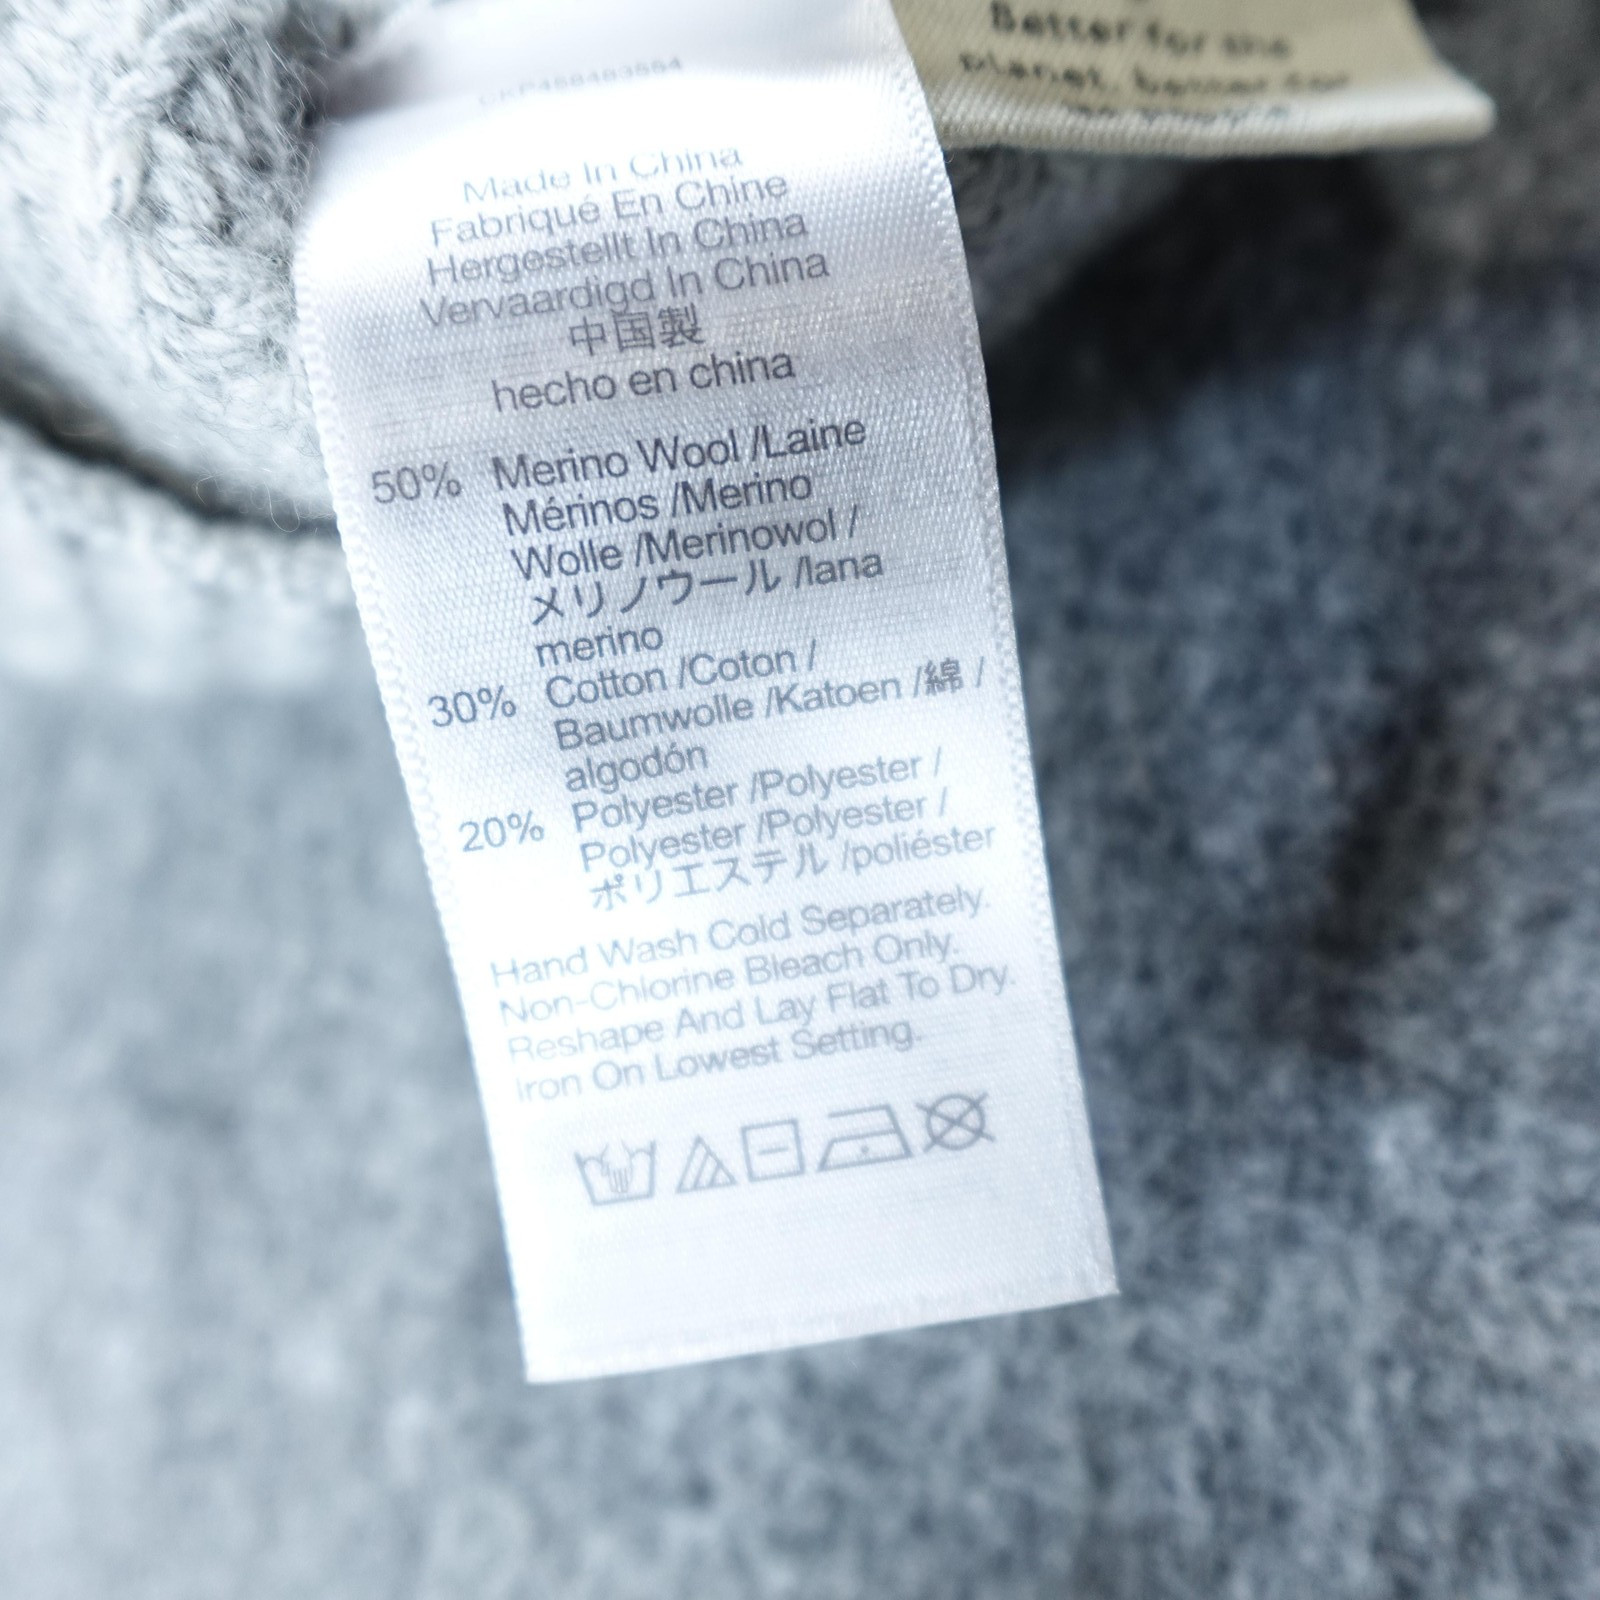 Made In China
Fabriqué En Chine
Hergestellt In China
Vervaardigd In China
中国製
hecho en china
50% Merino Wool /Laine
Mérinos /Merino
Wolle /Merinowol /
メリノウール /lana
merino
30% Cotton /Coton /
Baumwolle /Katoen /綿 /
algodón
20% Polyester /Polyester /
Polyester /Polyester /
ポリエステル /poliéster
Hand Wash Cold Separately.
Non-Chlorine Bleach Only.
Reshape And Lay Flat To Dry.
Iron On Lowest Setting.
Better for the
planet, better for